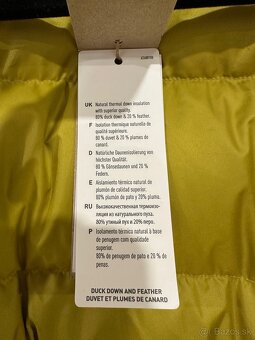 UK Natural thermal down insulation
with superior quality.
80% duck down & 20 % feather.
F Isolation thermique naturelle de
qualité supérieure.
80 % duvet & 20 % plumes de
canard.
D Natürliche Daunenisolierung von
höchster Qualität.
80 % Gänsedaunen und 20 %
Federn.
E Aislamiento térmico natural de
plumón de calidad superior.
80% plumón de pato y 20% pluma.
RU Высококачественная термоизо-
ляция из натурального пуха.
80% утиный пух и 20% перо.
P Isolamento térmico natural à base
de penugem com qualidade
superior.
80% de penugem de pato e 20 % de
penas.
DUCK DOWN AND FEATHER
DUVET ET PLUMES DE CANARD
bazos.sk